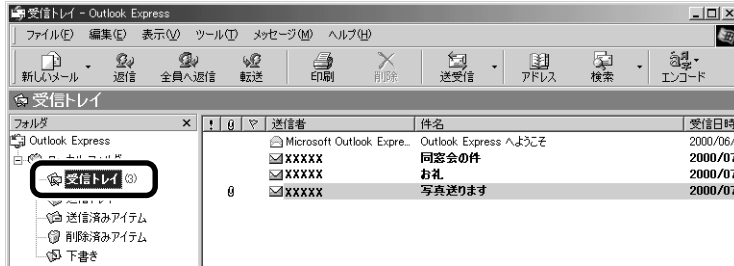 受信トレイ - Outlook Express
ファイル(F) 編集(E) 表示(V) ツール(T) メッセージ(M) ヘルプ(H)
新しいメール 返信 全員へ返信 転送 印刷 削除 送受信 アドレス 検索 エンコード
受信トレイ
フォルダ × ! 送信者 件名 受信日時
Outlook Express Microsoft Outlook Expre... Outlook Express へようこそ 2000/06/
XXXXX 同窓会の件 2000/07
受信トレイ (3) XXXXX お礼 2000/07
XXXXX 写真送ります 2000/07
送信済みアイテム
削除済みアイテム
下書き